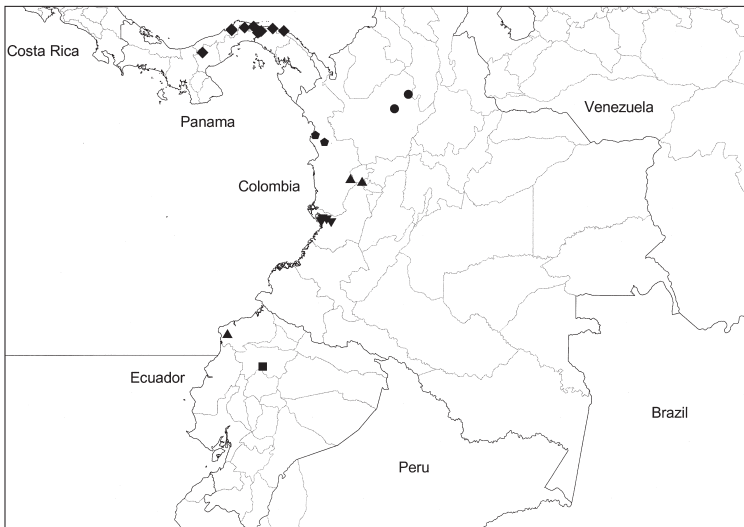 Costa Rica
Panama
Venezuela
Colombia
Ecuador
Brazil
Peru